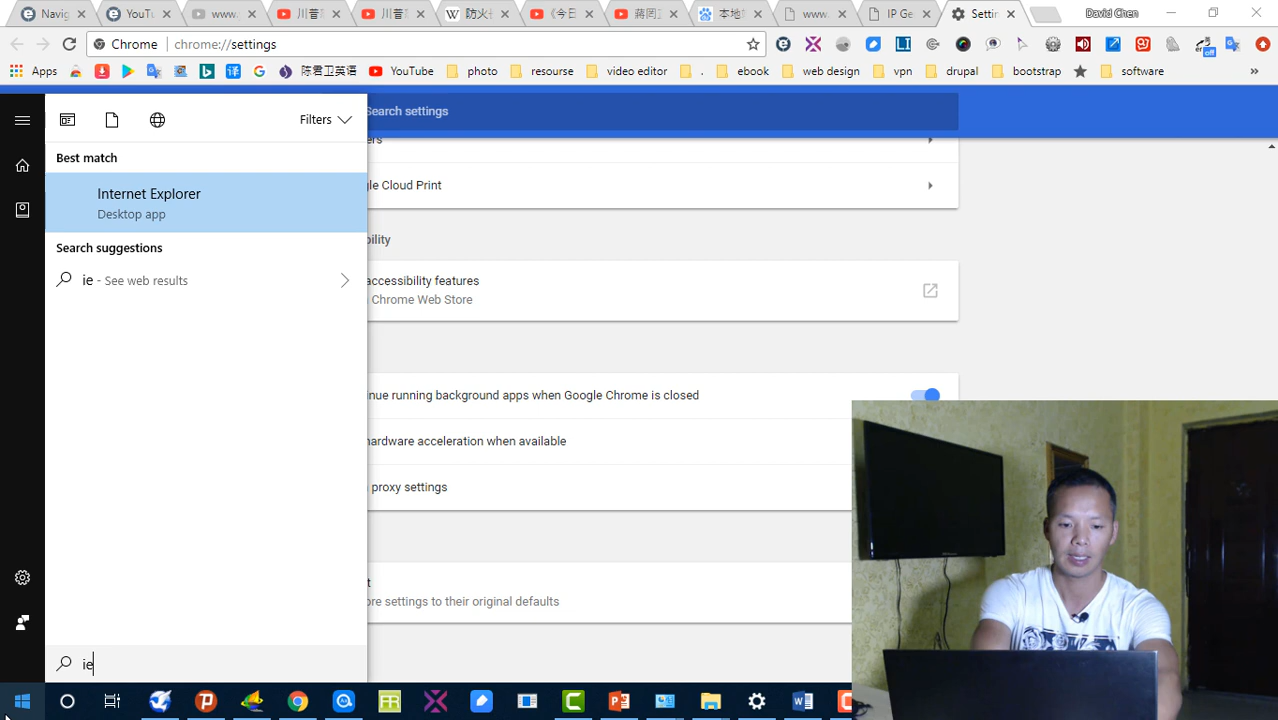 Navig
YouTu
www.
川普
川普
防火
《今日
蔣罔
本地
www.
IP Ge
Settin
David Chen
Chrome
chrome://settings
Apps
陈君卫英语
YouTube
photo
resourse
video editor
.
ebook
web design
vpn
drupal
bootstrap
software
»
Filters
Search settings
Best match
Internet Explorer
Desktop app
gle Cloud Print
Search suggestions
ie - See web results
accessibility features
Chrome Web Store
inue running background apps when Google Chrome is closed
hardware acceleration when available
proxy settings
ore settings to their original defaults
ie